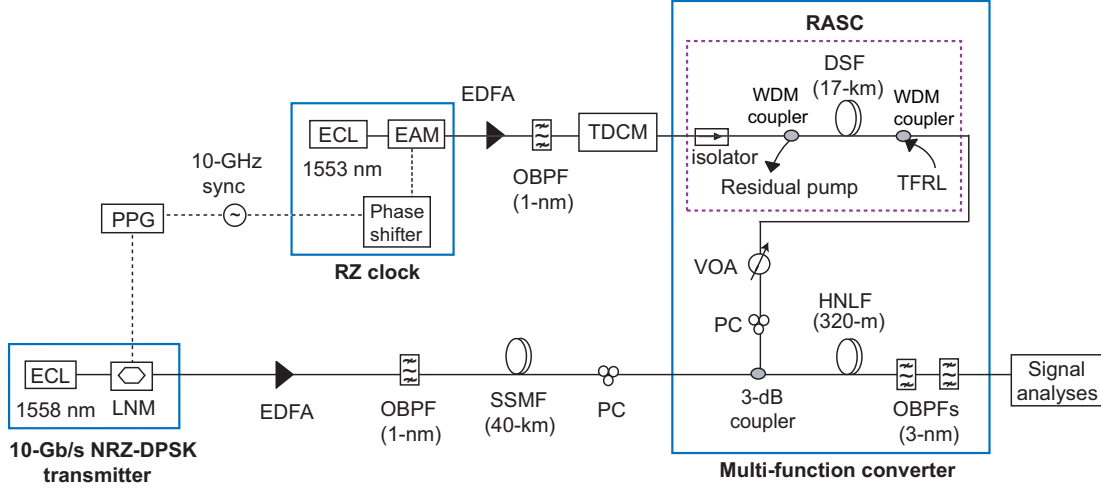 RASC
DSF
(17-km)
WDM
coupler
WDM
coupler
EDFA
ECL
EAM
TDCM
1553 nm
isolator
OBPF
(1-nm)
Residual pump
TFRL
10-GHz
sync
~
PPG
Phase
shifter
RZ clock
VOA
HNLF
(320-m)
PC
ECL
1558 nm
LNM
EDFA
OBPF
(1-nm)
SSMF
(40-km)
PC
3-dB
coupler
OBPFs
(3-nm)
Signal
analyses
10-Gb/s NRZ-DPSK
transmitter
Multi-function converter